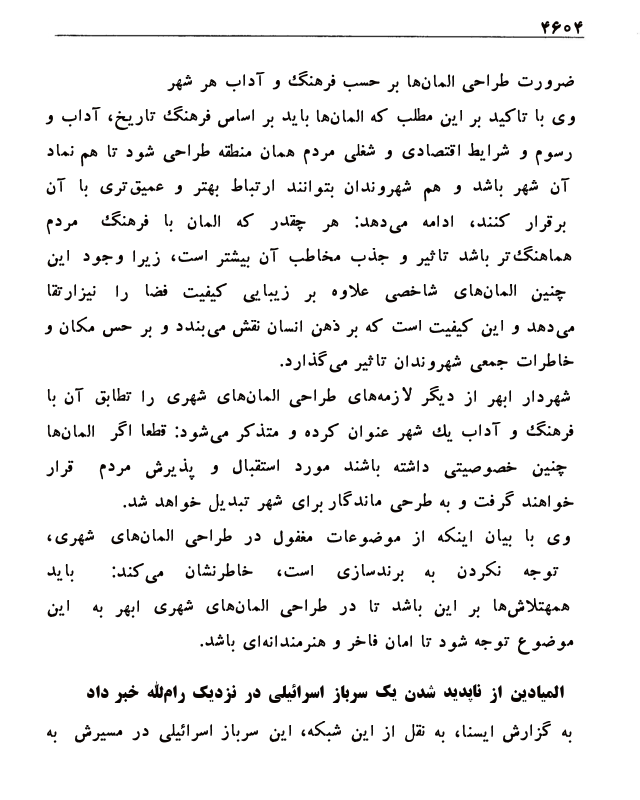 ۴۶۰۴
ضرورت طراحی المان‌ها بر حسب فرهنگ و آداب هر شهر
وی با تاکید بر این مطلب که المان‌ها باید بر اساس فرهنگ تاریخ، آداب و
رسوم و شرایط اقتصادی و شغلی مردم همان منطقه طراحی شود تا هم نماد
آن شهر باشد و هم شهروندان بتوانند ارتباط بهتر و عمیق‌تری با آن
برقرار کنند، ادامه می‌دهد: هر چقدر که المان با فرهنگ مردم
هماهنگ‌تر باشد تاثیر و جذب مخاطب آن بیشتر است، زیرا وجود این
چنین المان‌های شاخصی علاوه بر زیبایی کیفیت فضا را نیزارتقا
می‌دهد و این کیفیت است که بر ذهن انسان نقش می‌بندد و بر حس مکان و
خاطرات جمعی شهروندان تاثیر می‌گذارد.
شهردار ابهر از دیگر لازمه‌های طراحی المان‌های شهری را تطابق آن با
فرهنگ و آداب یك شهر عنوان کرده و متذکر می‌شود: قطعا اگر المان‌ها
چنین خصوصیتی داشته باشند مورد استقبال و پذیرش مردم قرار
خواهند گرفت و به طرحی ماندگار برای شهر تبدیل خواهد شد.
وی با بیان اینکه از موضوعات مغفول در طراحی المان‌های شهری،
توجه نکردن به برندسازی است، خاطرنشان می‌کند: باید
همهتلاش‌ها بر این باشد تا در طراحی المان‌های شهری ابهر به این
موضوع توجه شود تا امان فاخر و هنرمندانه‌ای باشد.
المیادین از ناپدید شدن یک سرباز اسرائیلی در نزدیک رام‌الله خبر داد
به گزارش ایسنا، به نقل از این شبکه، این سرباز اسرائیلی در مسیرش به